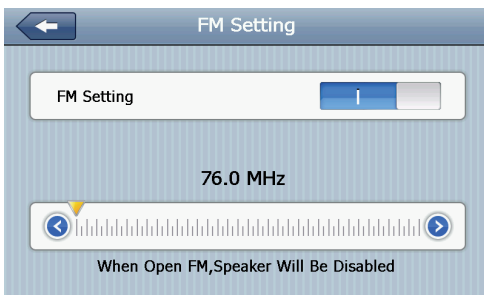 FM Setting
FM Setting
76.0 MHz
When Open FM,Speaker Will Be Disabled